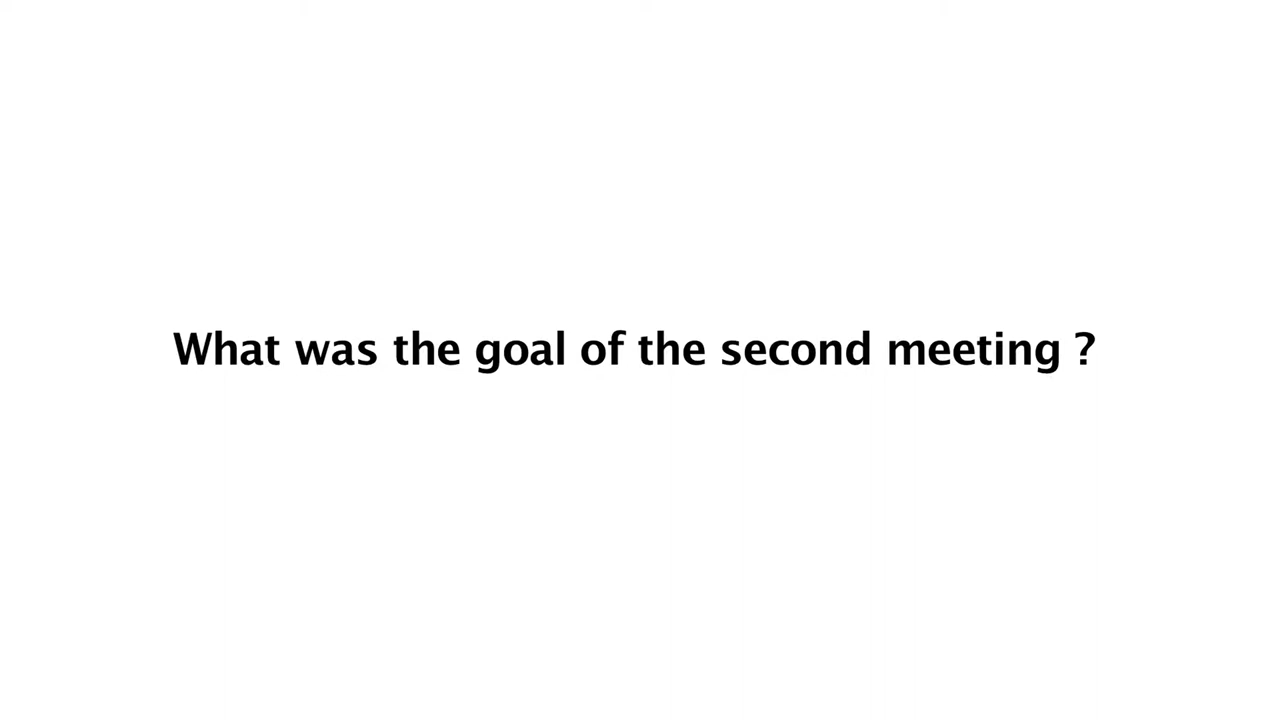 What was the goal of the second meeting ?